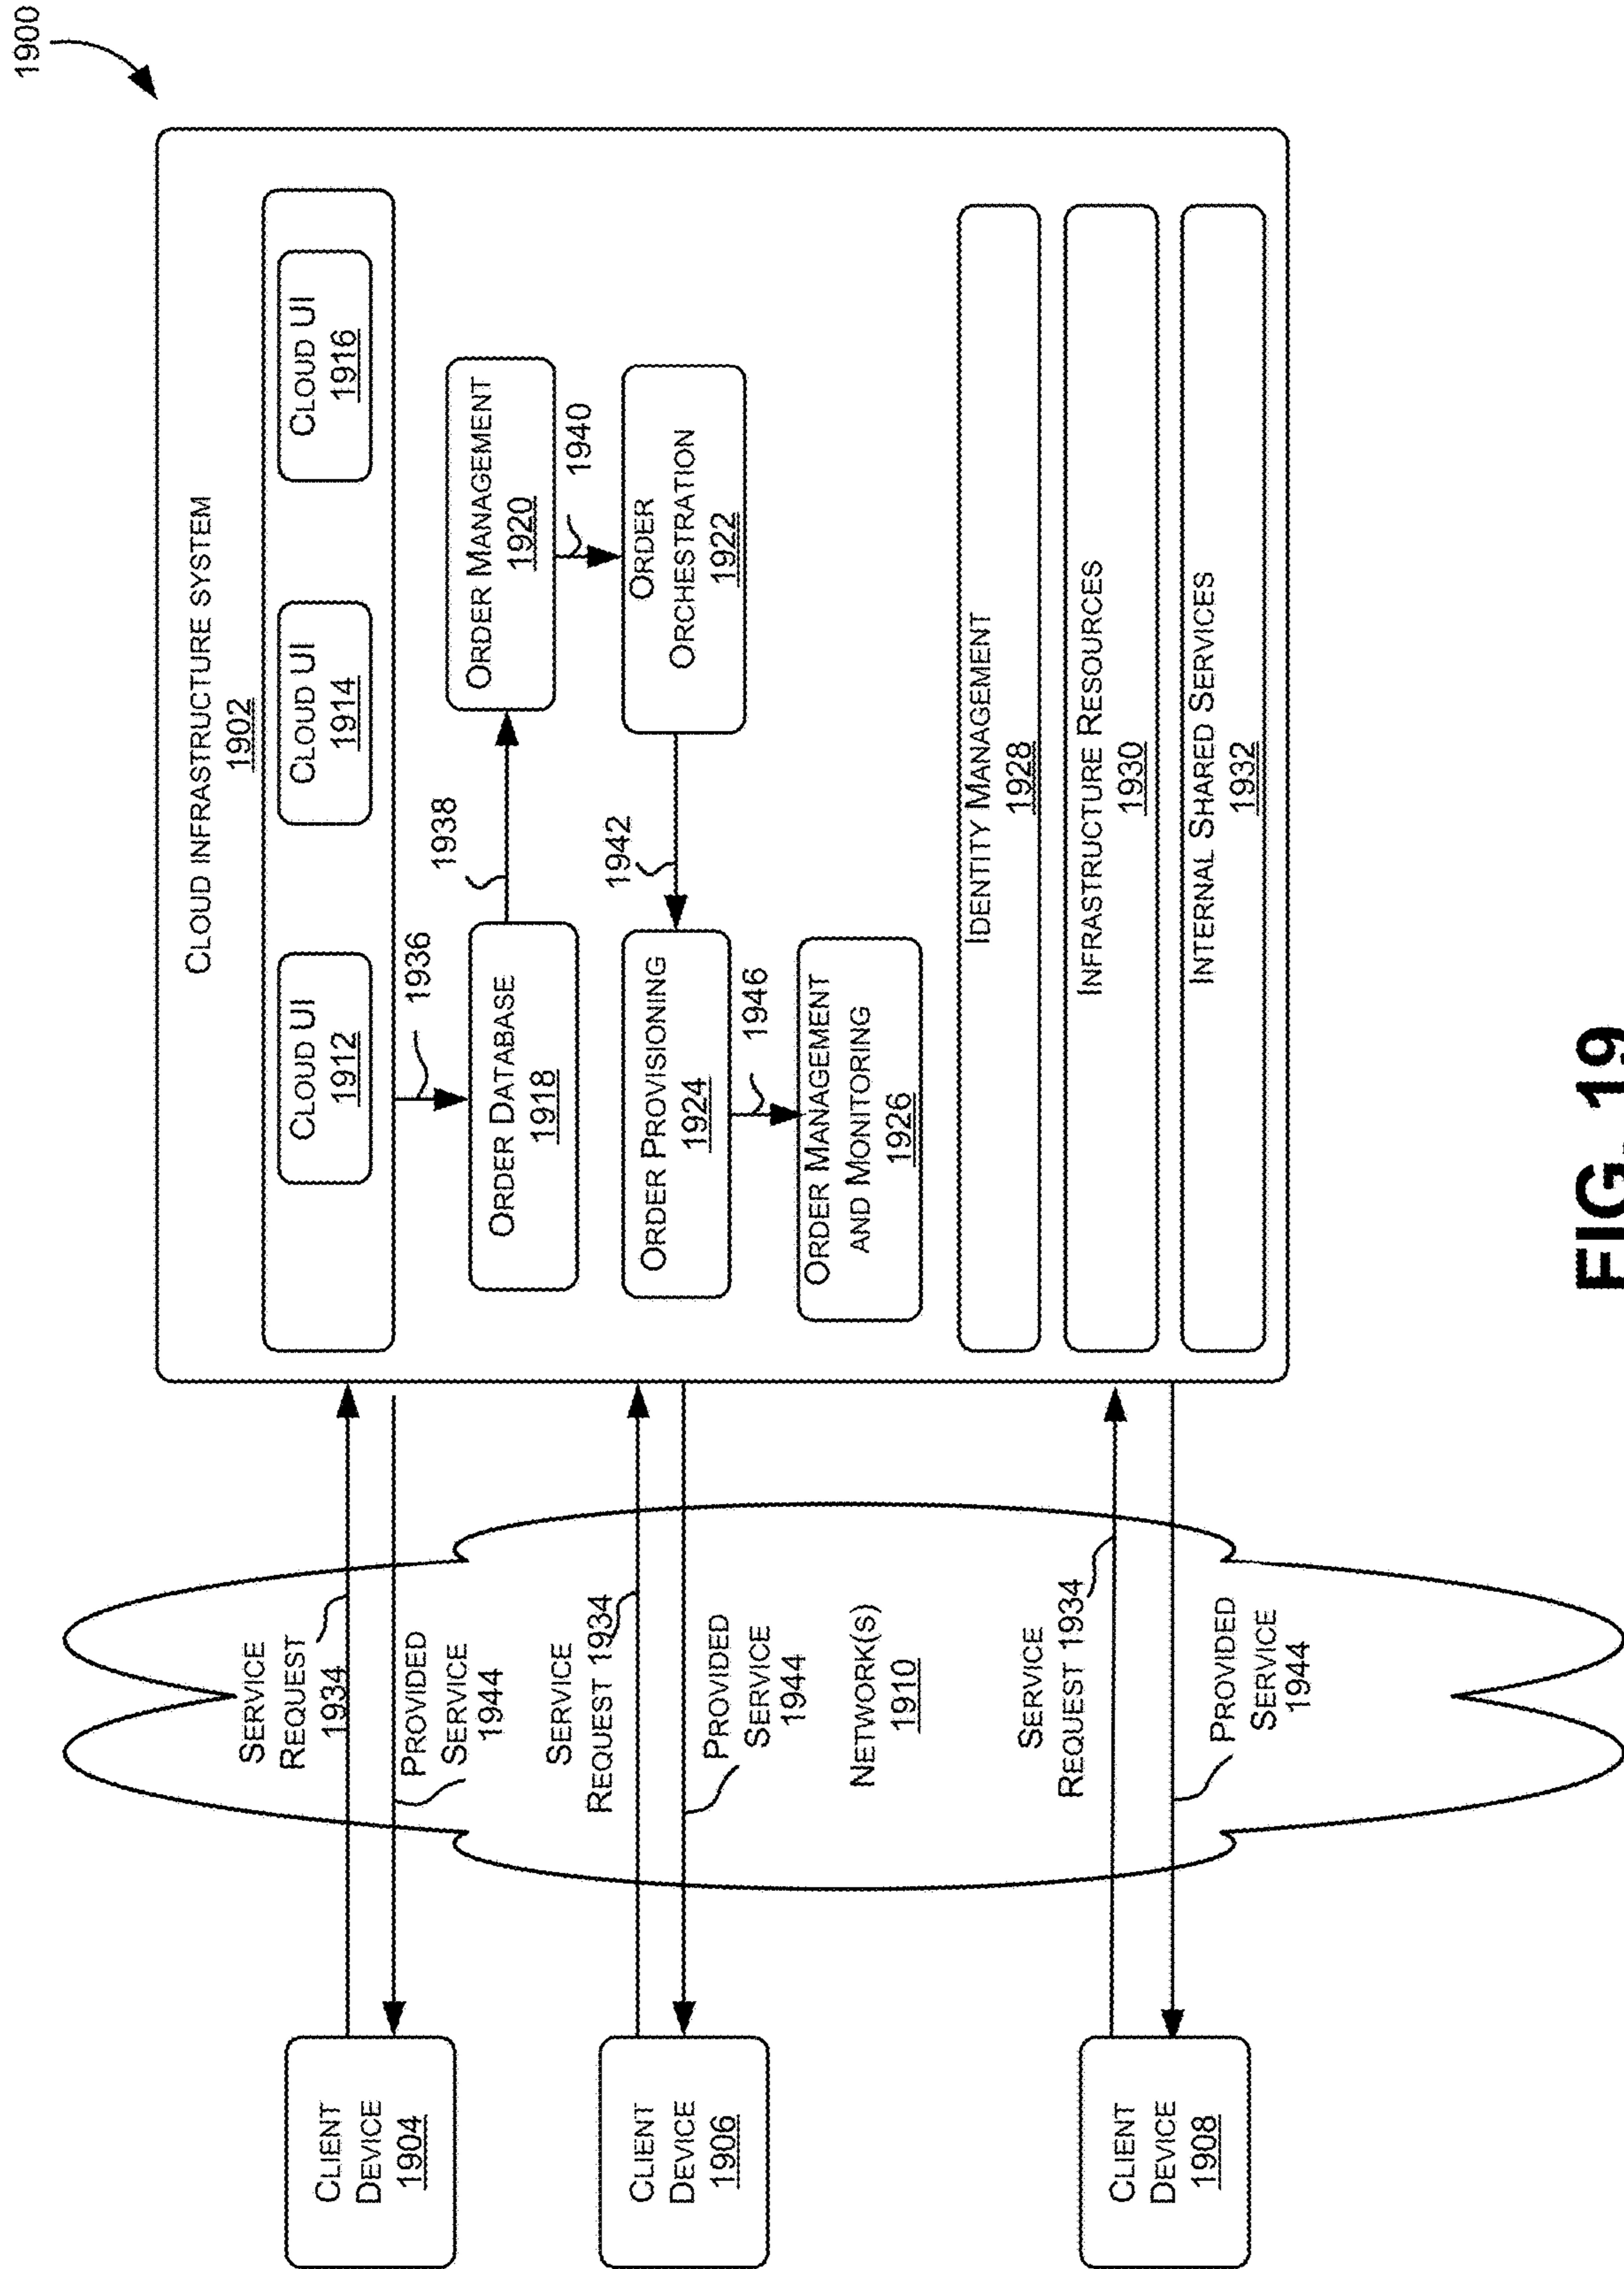 1900
CLOUD INFRASTRUCTURE SYSTEM
1902
CLOUD UI
1912
CLOUD UI
1914
CLOUD UI
1916
1936
ORDER DATABASE
1918
1938
ORDER MANAGEMENT
1920
1940
ORDER
ORCHESTRATION
1922
1942
ORDER PROVISIONING
1924
1946
ORDER MANAGEMENT
AND MONITORING
1926
IDENTITY MANAGEMENT
1928
INFRASTRUCTURE RESOURCES
1930
INTERNAL SHARED SERVICES
1932
CLIENT
DEVICE
1904
SERVICE
REQUEST
1934
PROVIDED
SERVICE
1944
CLIENT
DEVICE
1906
SERVICE
REQUEST 1934
PROVIDED
SERVICE
1944
NETWORK(S)
1910
CLIENT
DEVICE
1908
SERVICE
REQUEST 1934
PROVIDED
SERVICE
1944
FIG. 19